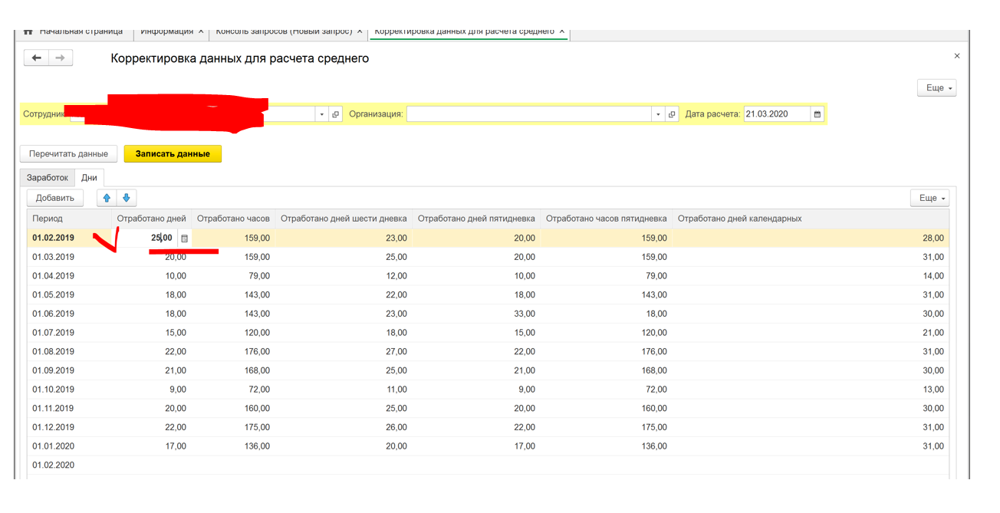 Начальная страница Информация × Консоль запросов (Новый запрос) × Корректировка данных для расчета среднего ×
Корректировка данных для расчета среднего ×
Еще
Сотрудник Организация: Дата расчета: 21.03.2020
Перечитать данные Записать данные
Заработок Дни
Добавить Еще
Период Отработано дней Отработано часов Отработано дней шести дневка Отработано дней пятидневка Отработано часов пятидневка Отработано дней календарных
01.02.2019 25,00 159,00 23,00 20,00 159,00 28,00
01.03.2019 20,00 159,00 25,00 20,00 159,00 31,00
01.04.2019 10,00 79,00 12,00 10,00 79,00 14,00
01.05.2019 18,00 143,00 22,00 18,00 143,00 31,00
01.06.2019 18,00 143,00 23,00 33,00 18,00 30,00
01.07.2019 15,00 120,00 18,00 15,00 120,00 21,00
01.08.2019 22,00 176,00 27,00 22,00 176,00 31,00
01.09.2019 21,00 168,00 25,00 21,00 168,00 30,00
01.10.2019 9,00 72,00 11,00 9,00 72,00 13,00
01.11.2019 20,00 160,00 25,00 20,00 160,00 30,00
01.12.2019 22,00 175,00 26,00 22,00 175,00 31,00
01.01.2020 17,00 136,00 20,00 17,00 136,00 31,00
01.02.2020